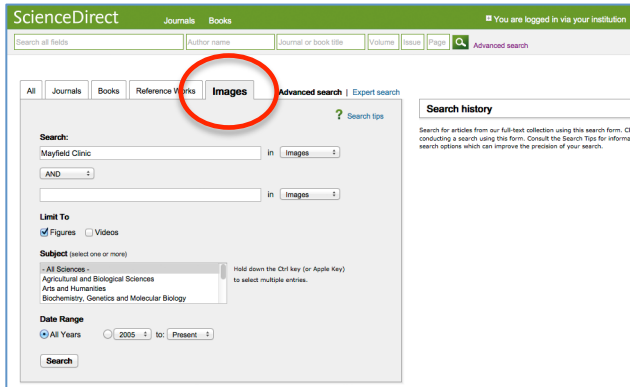 ScienceDirect Journals Books You are logged in via your institution
Search all fields Author name Journal or book title Volume Issue Page Advanced search
All Journals Books Reference Works Images Advanced search | Expert search
? Search tips
Search history
Search for articles from our full-text collection using this search form.
conducting a search using this form. Consult the Search Tips for
search options which can improve the precision of your search.
Search:
Mayfield Clinic in Images
AND
in Images
Limit To
Figures Videos
Subject (select one or more)
- All Sciences - Hold down the Ctrl key (or Apple Key)
Agricultural and Biological Sciences to select multiple entries.
Arts and Humanities
Biochemistry, Genetics and Molecular Biology
Date Range
All Years 2005 to: Present
Search